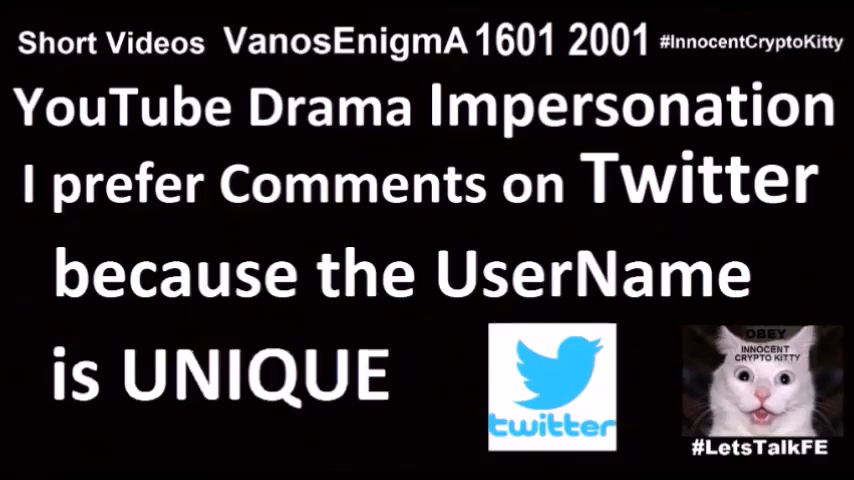 Short Videos VanosEnigmA 1601 2001 #InnocentCryptoKitty
YouTube Drama Impersonation
I prefer Comments on Twitter
because the UserName
is UNIQUE
twitter
OBEY
INNOCENT
CRYPTO KITTY
#LetsTalkFE